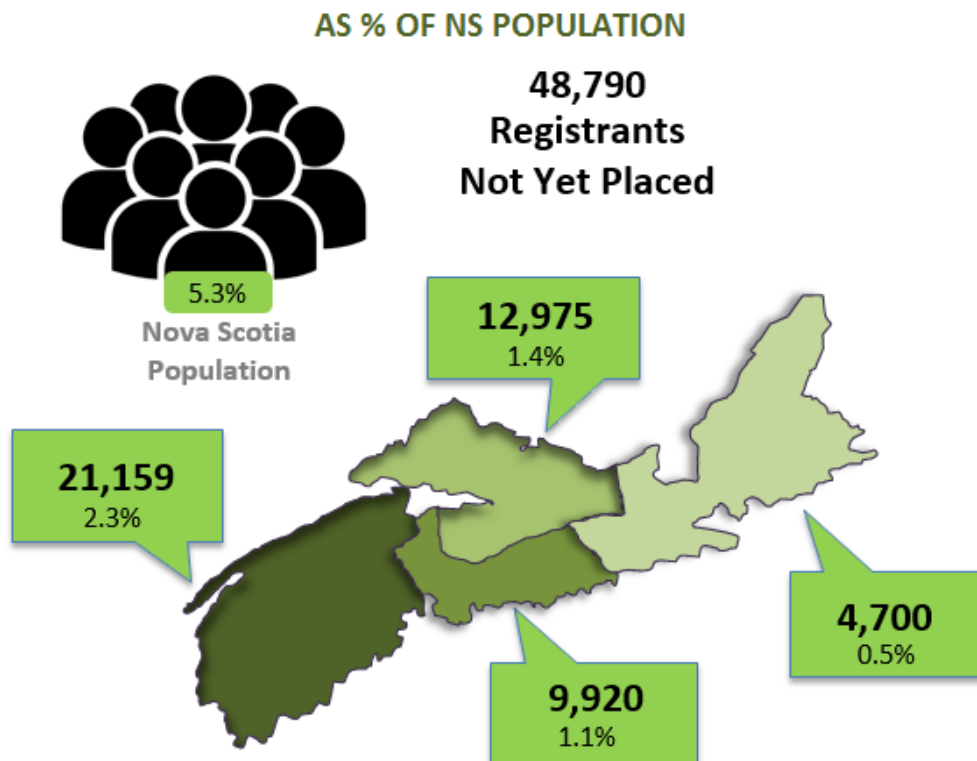 AS % OF NS POPULATION
48,790
Registrants
Not Yet Placed
5.3%
Nova Scotia
Population
12,975
1.4%
21,159
2.3%
4,700
0.5%
9,920
1.1%